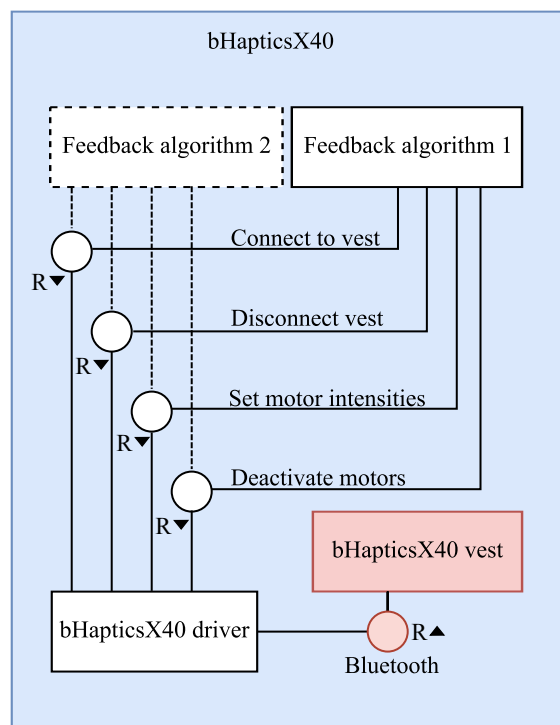 bHapticsX40
Feedback algorithm 2
Feedback algorithm 1
Connect to vest
R
Disconnect vest
R
Set motor intensities
R
Deactivate motors
R
bHapticsX40 vest
bHapticsX40 driver
R
Bluetooth